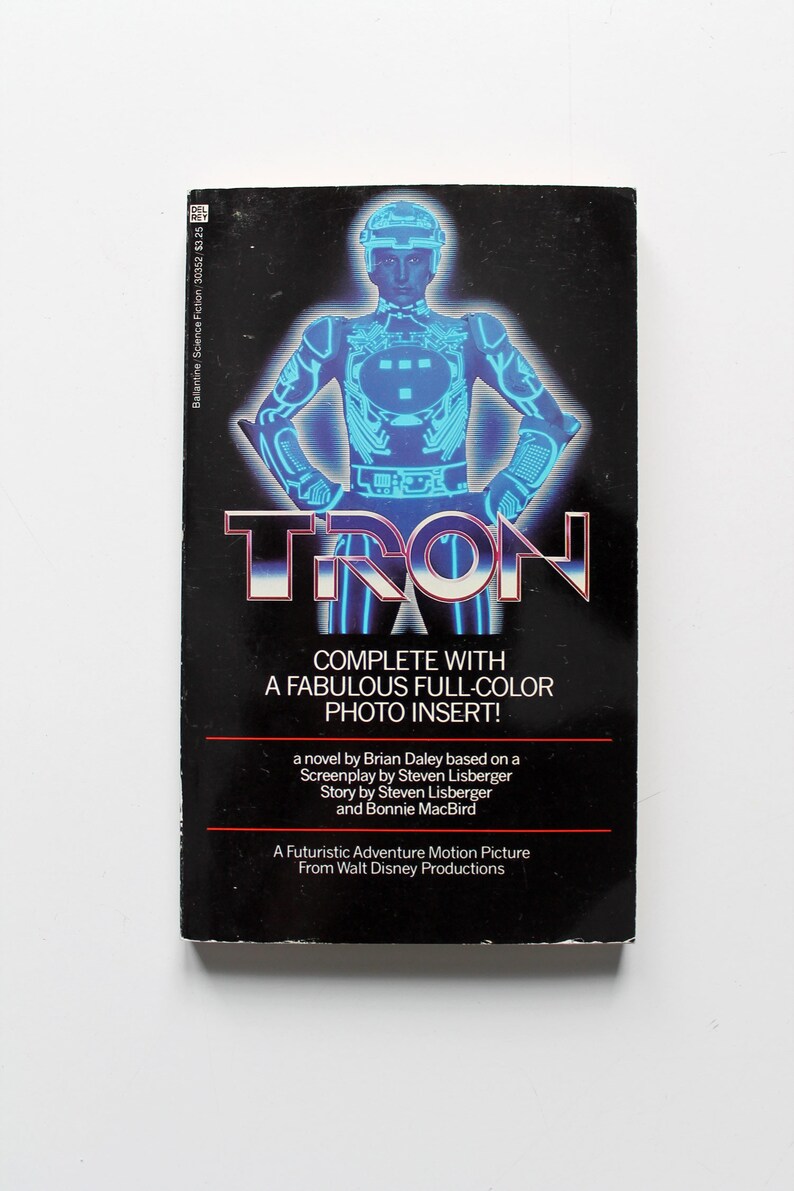 DEL
REY
Ballantine/Science Fiction/30352/$3.25
TRON
COMPLETE WITH
A FABULOUS FULL-COLOR
PHOTO INSERT!
a novel by Brian Daley based on a
Screenplay by Steven Lisberger
Story by Steven Lisberger
and Bonnie MacBird
A Futuristic Adventure Motion Picture
From Walt Disney Productions